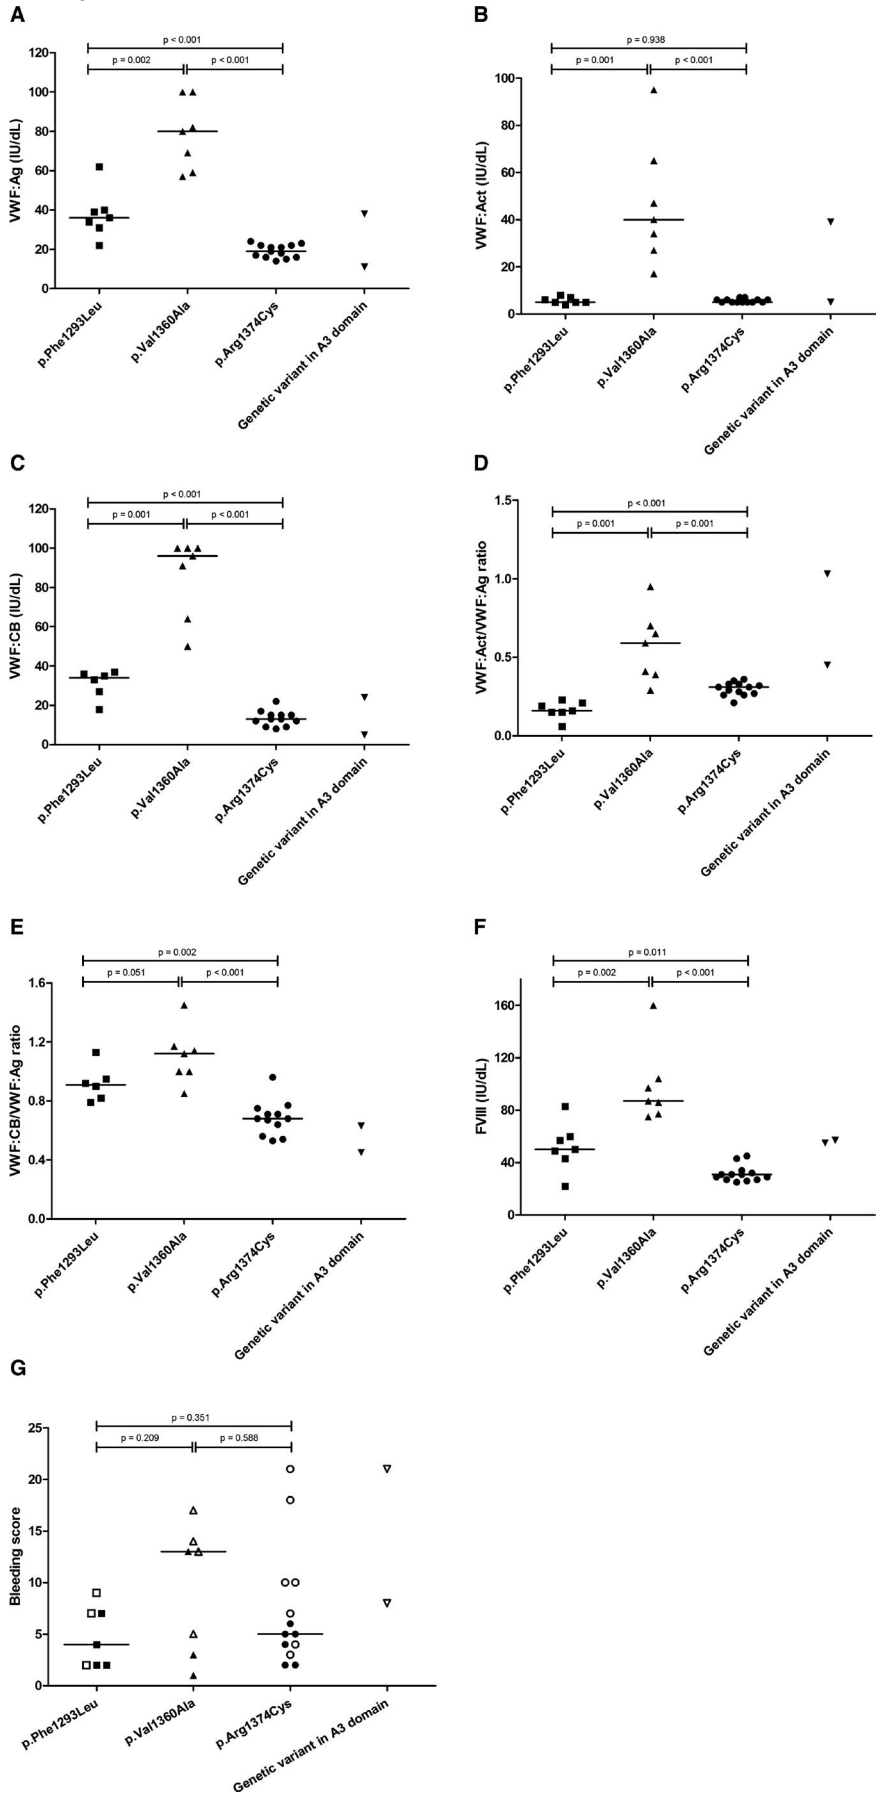 A
p < 0.001
p = 0.002
p < 0.001
VWF:Ag (IU/dL)
120
100
80
60
40
20
0
p.Phe1293Leu
p.Val1360Ala
p.Arg1374Cys
Genetic variant in A3 domain
B
p = 0.938
p = 0.001
p < 0.001
VWF:Act (IU/dL)
100
80
60
40
20
0
p.Phe1293Leu
p.Val1360Ala
p.Arg1374Cys
Genetic variant in A3 domain
C
p < 0.001
p = 0.001
p < 0.001
VWF:CB (IU/dL)
120
100
80
60
40
20
0
p.Phe1293Leu
p.Val1360Ala
p.Arg1374Cys
Genetic variant in A3 domain
D
p < 0.001
p = 0.001
p = 0.001
VWF:Act/VWF:Ag ratio
1.5
1.0
0.5
0.0
p.Phe1293Leu
p.Val1360Ala
p.Arg1374Cys
Genetic variant in A3 domain
E
p = 0.002
p = 0.051
p < 0.001
VWF:CB/VWF:Ag ratio
1.6
1.2
0.8
0.4
0.0
p.Phe1293Leu
p.Val1360Ala
p.Arg1374Cys
Genetic variant in A3 domain
F
p = 0.011
p = 0.002
p < 0.001
FVIII (IU/dL)
160
120
80
40
0
p.Phe1293Leu
p.Val1360Ala
p.Arg1374Cys
Genetic variant in A3 domain
G
p = 0.351
p = 0.209
p = 0.588
Bleeding score
25
20
15
10
5
0
p.Phe1293Leu
p.Val1360Ala
p.Arg1374Cys
Genetic variant in A3 domain